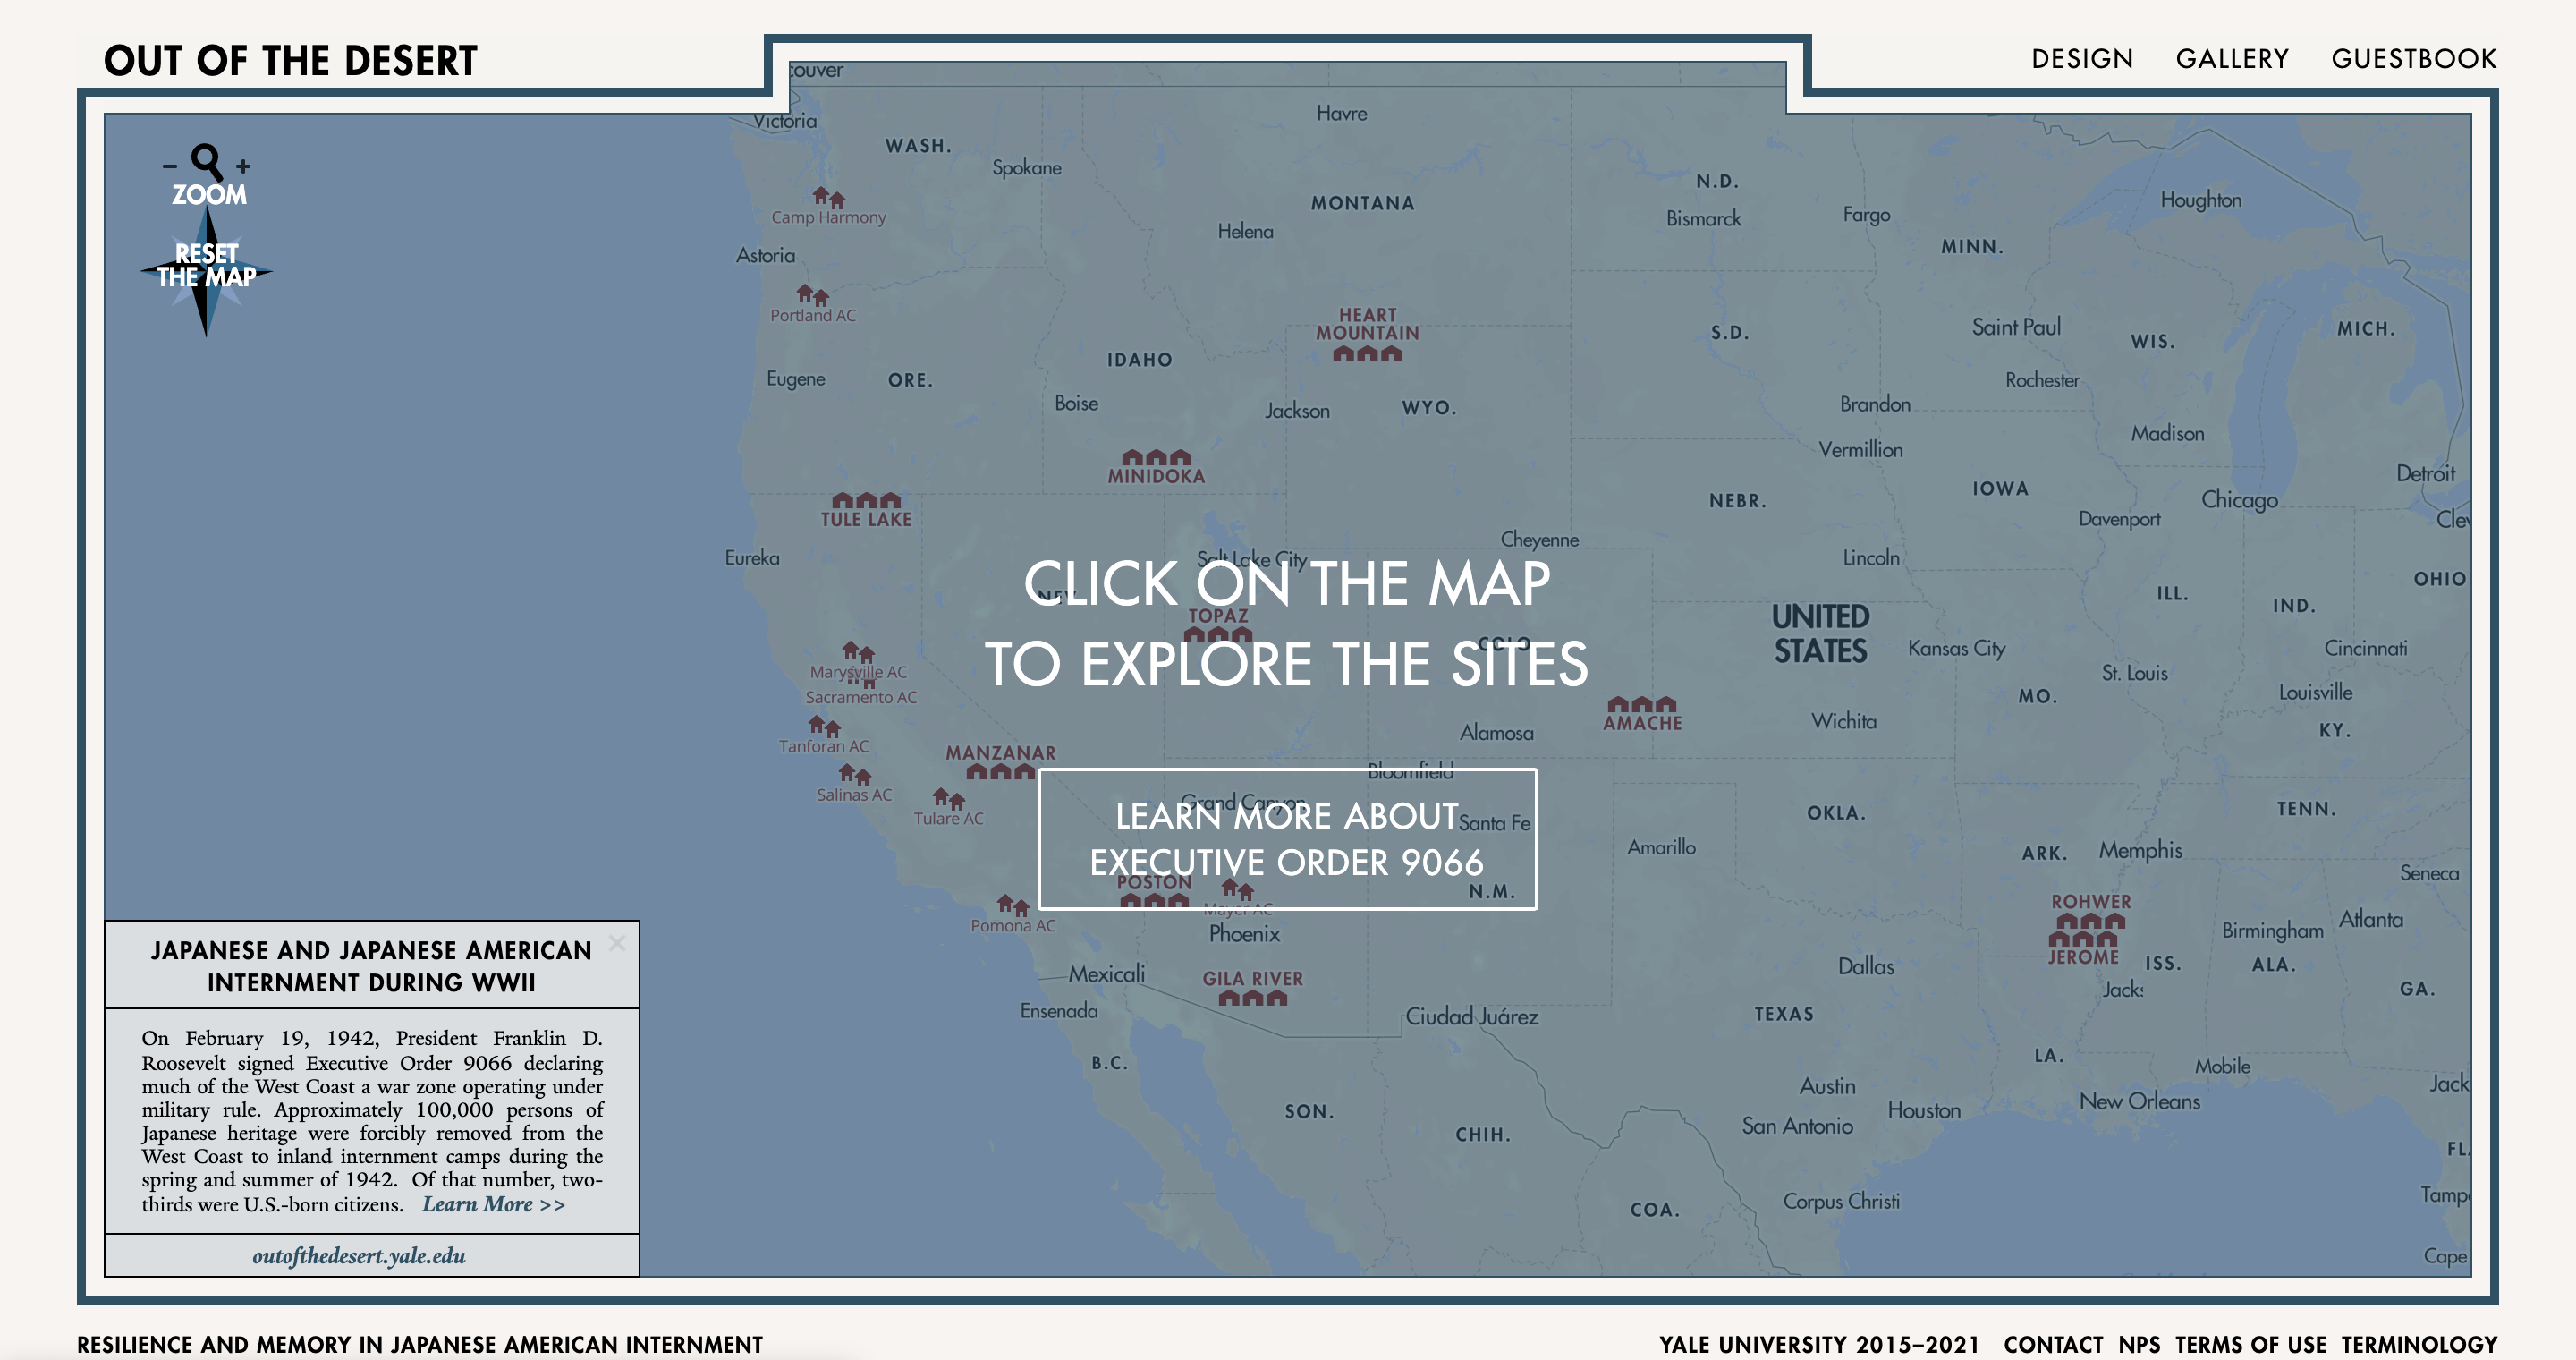 OUT OF THE DESERT
DESIGN GALLERY GUESTBOOK
couver
Victoria
WASH.
Spokane
Havre
MONTANA
Helena
N.D.
Bismarck
Fargo
MINN.
Houghton
− +
ZOOM
RESET
THE MAP
Camp Harmony
Astoria
Portland AC
Eugene
ORE.
IDAHO
Boise
HEART
MOUNTAIN
Jackson
WYO.
S.D.
Saint Paul
WIS.
MICH.
Rochester
Brandon
Madison
Vermillion
MINIDOKA
TULE LAKE
Detroit
IOWA
Chicago
NEBR.
Davenport
Clev
Eureka
Cheyenne
Salt Lake City
Lincoln
OHIO
CLICK ON THE MAP
TO EXPLORE THE SITES
NEV.
TOPAZ
COLO.
ILL.
IND.
UNITED
STATES
Kansas City
Cincinnati
Marysville AC
Sacramento AC
St. Louis
Louisville
MO.
Tanforan AC
AMACHE
Wichita
KY.
Alamosa
MANZANAR
Bloomfield
Salinas AC
Tulare AC
Grand Canyon
LEARN MORE ABOUT
EXECUTIVE ORDER 9066
Santa Fe
OKLA.
TENN.
Amarillo
ARK.
Memphis
Seneca
POSTON
Mayer AC
N.M.
ROHWER
Pomona AC
Phoenix
Birmingham
Atlanta
JEROME
ISS.
ALA.
Mexicali
GILA RIVER
Dallas
Jacks
GA.
Ensenada
Ciudad Juárez
TEXAS
B.C.
LA.
Mobile
Austin
Jack
SON.
Houston
New Orleans
CHIH.
San Antonio
FLA
Corpus Christi
Tamp
COA.
Cape
JAPANESE AND JAPANESE AMERICAN
INTERNMENT DURING WWII
×
On February 19, 1942, President Franklin D.
Roosevelt signed Executive Order 9066 declaring
much of the West Coast a war zone operating under
military rule. Approximately 100,000 persons of
Japanese heritage were forcibly removed from the
West Coast to inland internment camps during the
spring and summer of 1942. Of that number, two-
thirds were U.S.-born citizens. Learn More >>
outofthedesert.yale.edu
RESILIENCE AND MEMORY IN JAPANESE AMERICAN INTERNMENT
YALE UNIVERSITY 2015–2021 CONTACT NPS TERMS OF USE TERMINOLOGY